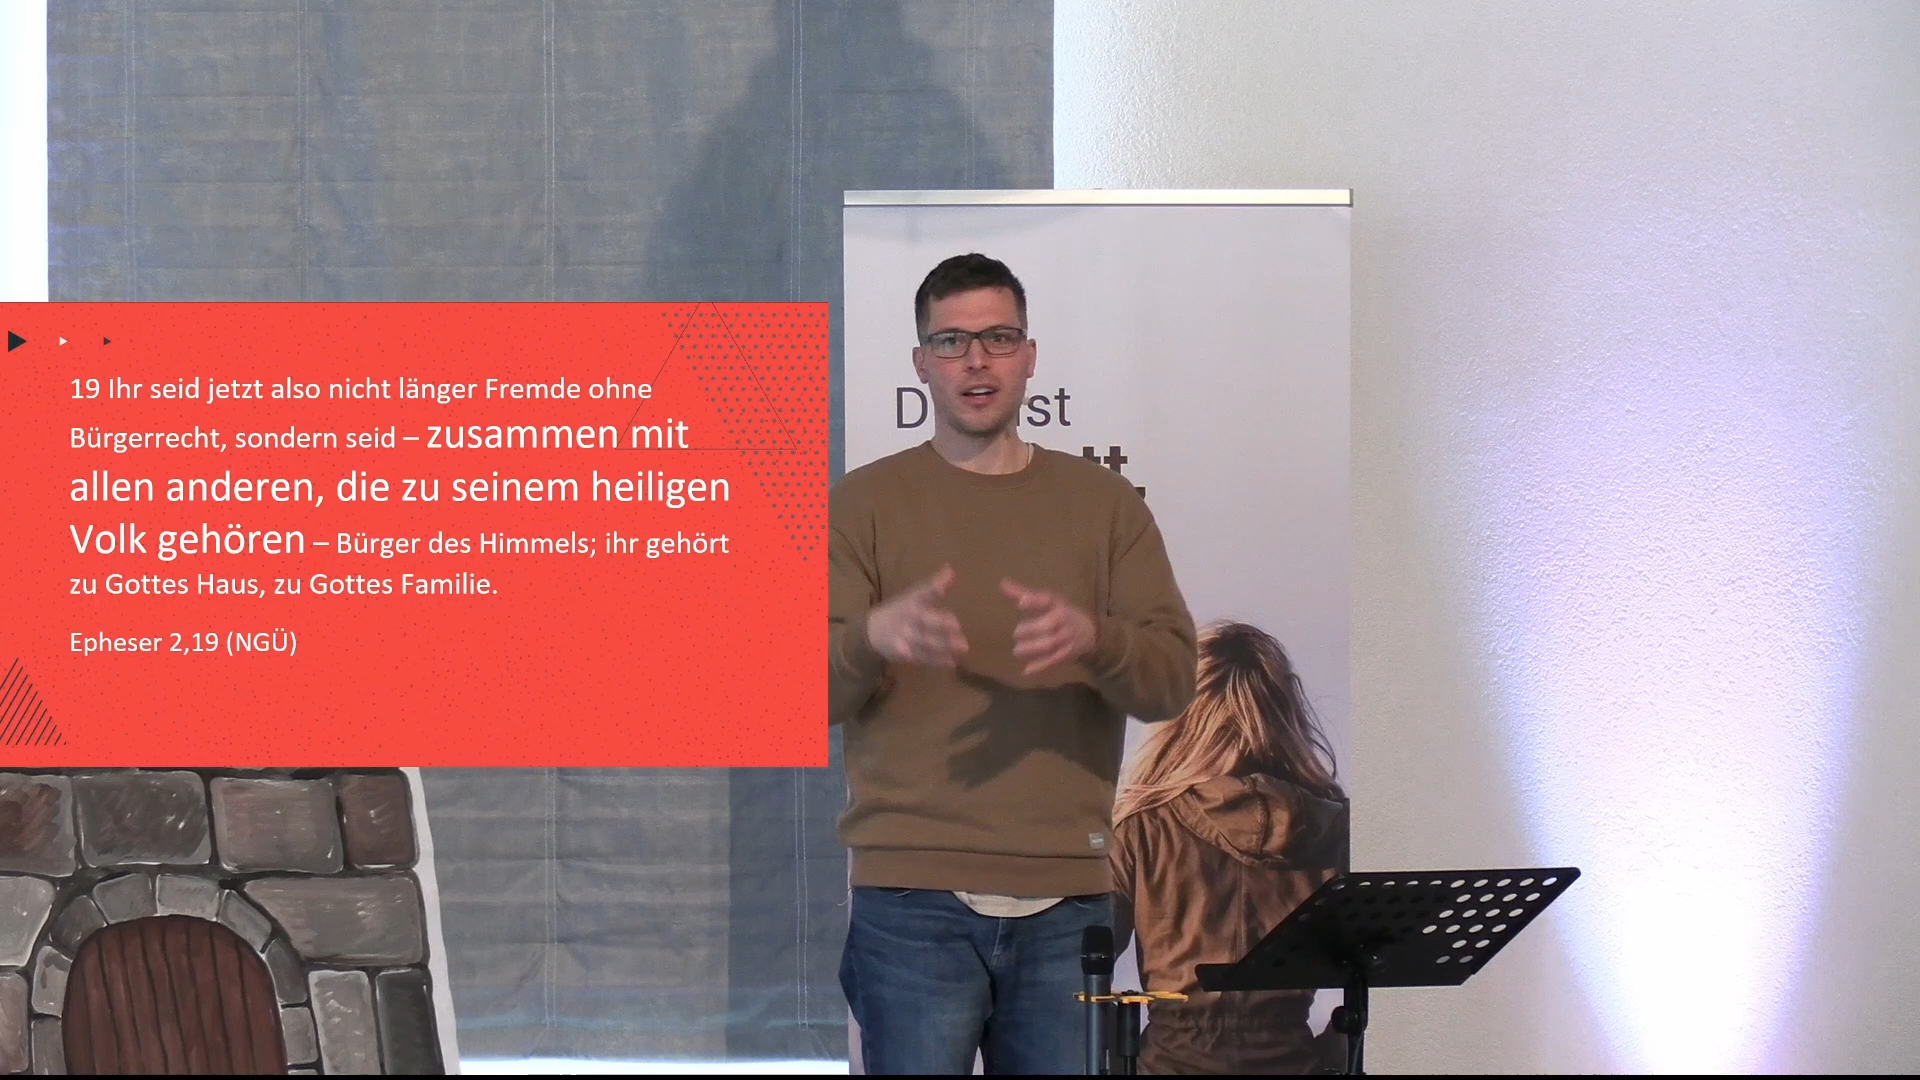 19 Ihr seid jetzt also nicht länger Fremde ohne
Bürgerrecht, sondern seid – zusammen mit
allen anderen, die zu seinem heiligen
Volk gehören – Bürger des Himmels; ihr gehört
zu Gottes Haus, zu Gottes Familie.
Epheser 2,19 (NGÜ)